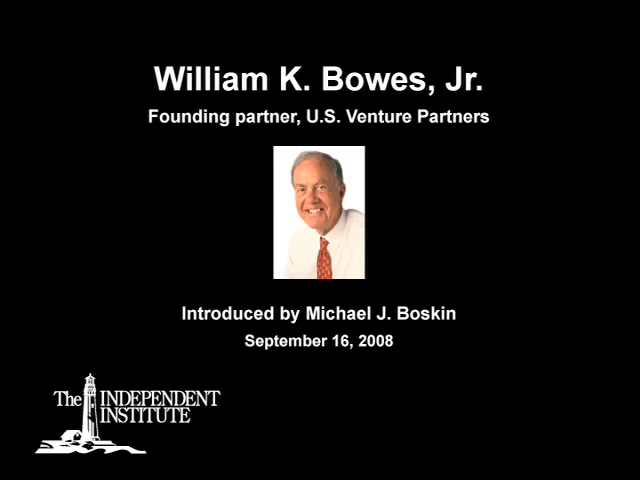 William K. Bowes, Jr.
Founding partner, U.S. Venture Partners
Introduced by Michael J. Boskin
September 16, 2008
The INDEPENDENT
INSTITUTE